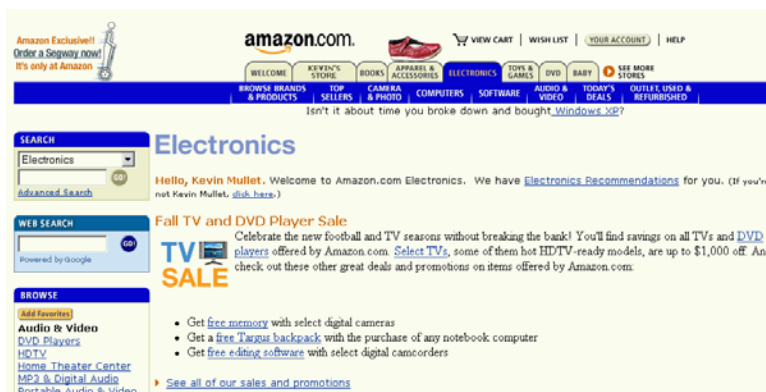 Amazon Exclusive!!
Order a Segway now!
It's only at Amazon
amazon.com.
VIEW CART | WISH LIST | YOUR ACCOUNT | HELP
WELCOME
KEVIN'S STORE
BOOKS
APPAREL & ACCESSORIES
ELECTRONICS
TOYS & GAMES
DVD
BABY
SEE MORE STORES
BROWSE BRANDS & PRODUCTS
TOP SELLERS
CAMERA & PHOTO
COMPUTERS
SOFTWARE
AUDIO & VIDEO
TODAY'S DEALS
OUTLET, USED & REFURBISHED
Isn't it about time you broke down and bought Windows XP?
SEARCH
Electronics
GO!
Advanced Search
WEB SEARCH
GO!
Powered by Google
BROWSE
Add Favorites
Audio & Video
DVD Players
HDTV
Home Theater Center
MP3 & Digital Audio
Portable Audio & Video
Electronics
Hello, Kevin Mullet. Welcome to Amazon.com Electronics. We have Electronics Recommendations for you. (If you're
not Kevin Mullet, click here.)
Fall TV and DVD Player Sale
TV
SALE
Celebrate the new football and TV seasons without breaking the bank! You'll find savings on all TVs and DVD
players offered by Amazon.com. Select TVs, some of them hot HDTV-ready models, are up to $1,000 off. An
check out these other great deals and promotions on items offered by Amazon.com:
• Get free memory with select digital cameras
• Get a free Targus backpack with the purchase of any notebook computer
• Get free editing software with select digital camcorders
See all of our sales and promotions